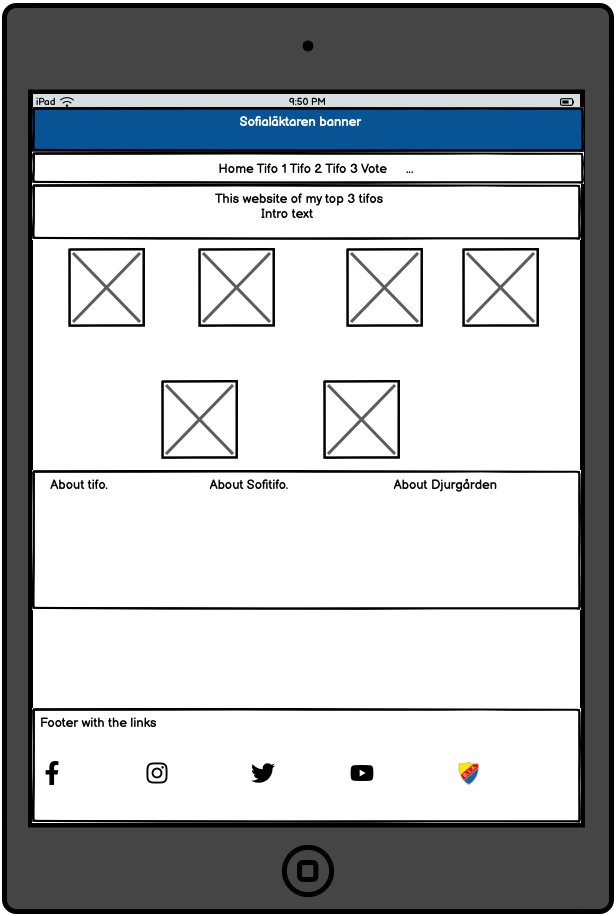 iPad 9:50 PM
Sofialäktaren banner
Home Tifo 1 Tifo 2 Tifo 3 Vote ...
This website of my top 3 tifos
Intro text
About tifo. About Sofitifo. About Djurgården
Footer with the links